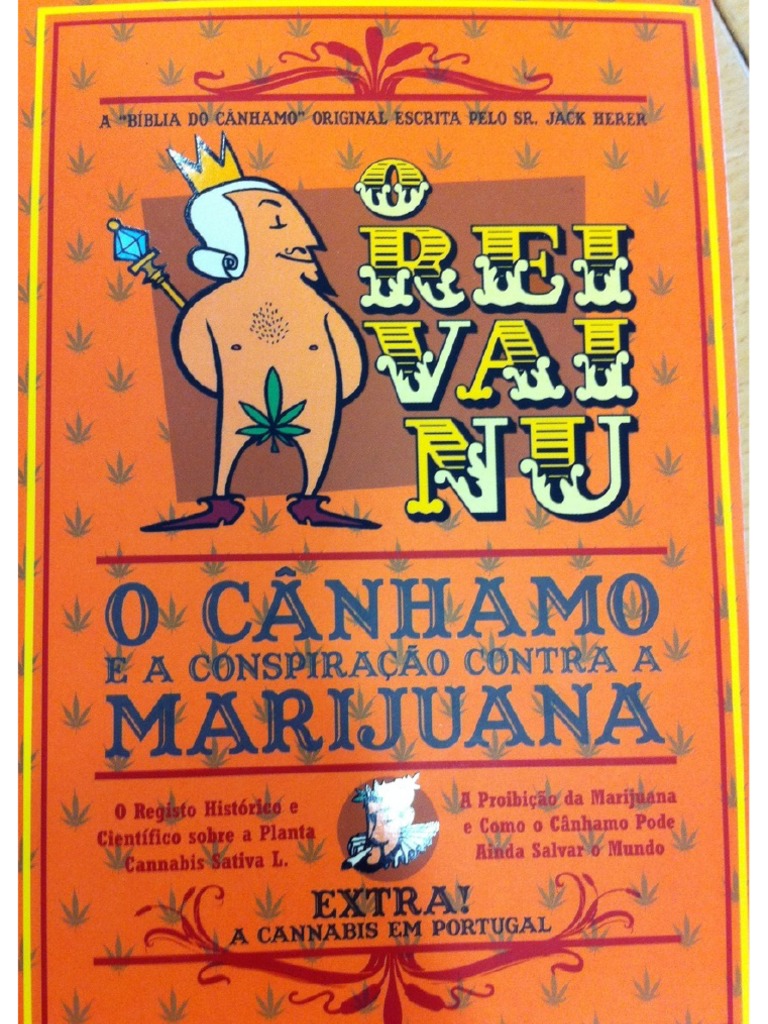 A "BÍBLIA DO CÂNHAMO" ORIGINAL ESCRITA PELO SR. JACK HERER
O
REI
VAI
NU
O CÂNHAMO
E A CONSPIRAÇÃO CONTRA A
MARIJUANA
O Registo Histórico e
Científico sobre a Planta
Cannabis Sativa L.
A Proibição da Marijuana
e Como o Cânhamo Pode
Ainda Salvar o Mundo
EXTRA!
A CANNABIS EM PORTUGAL